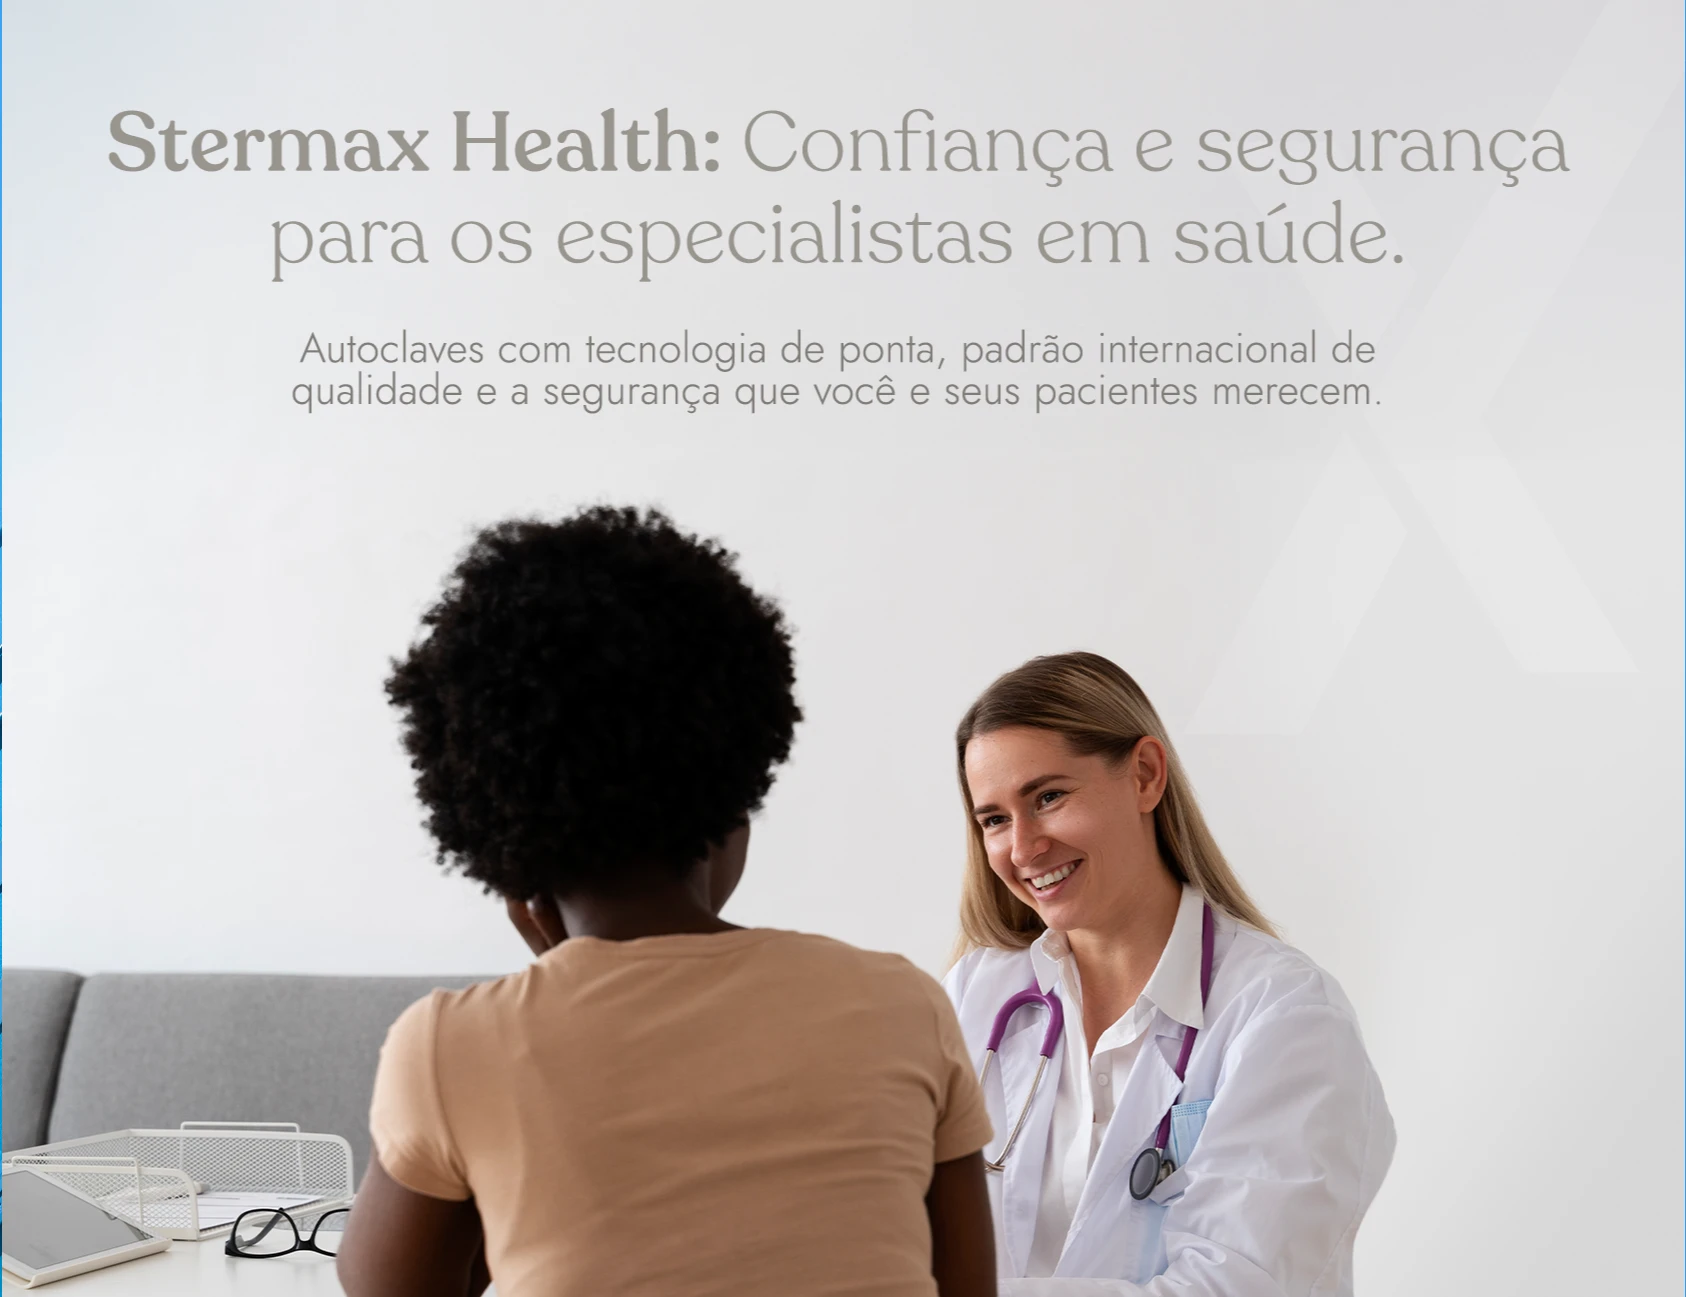 Stermax Health: Confiança e segurança
para os especialistas em saúde.
Autoclaves com tecnologia de ponta, padrão internacional de
qualidade e a segurança que você e seus pacientes merecem.